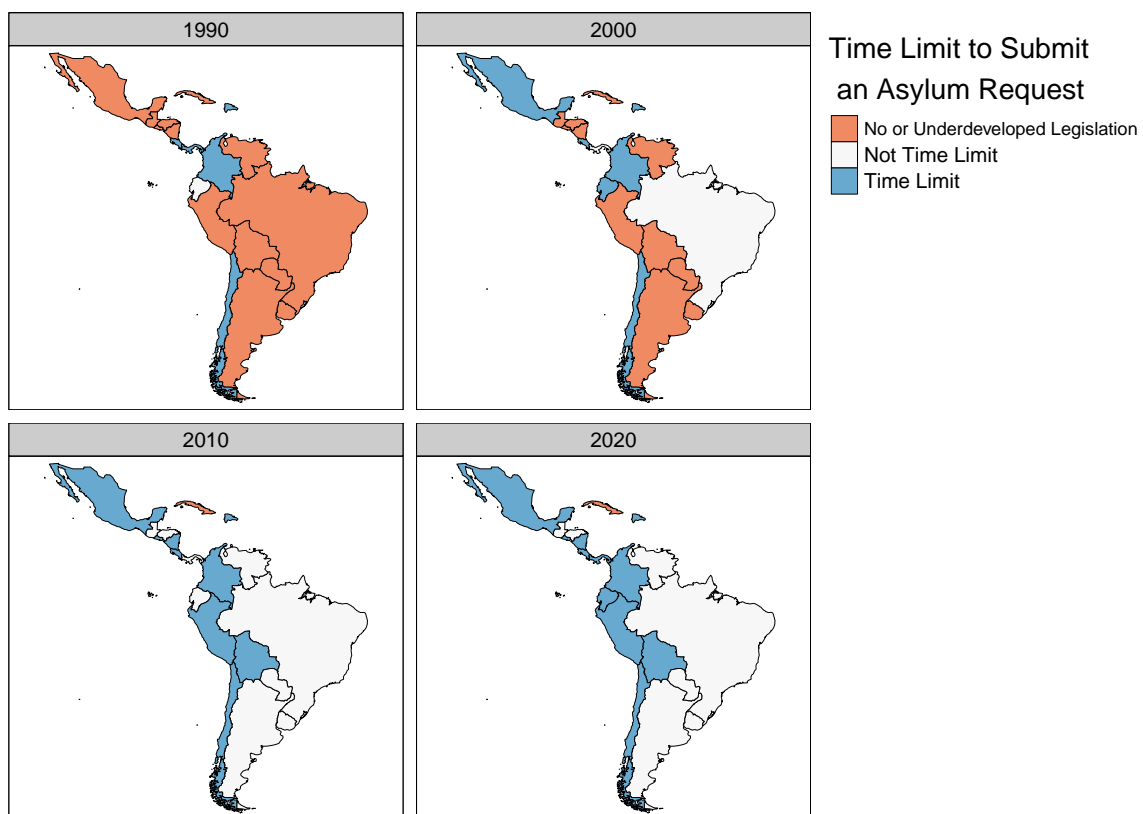 1990
2000
Time Limit to Submit
an Asylum Request
No or Underdeveloped Legislation
Not Time Limit
Time Limit
2010
2020